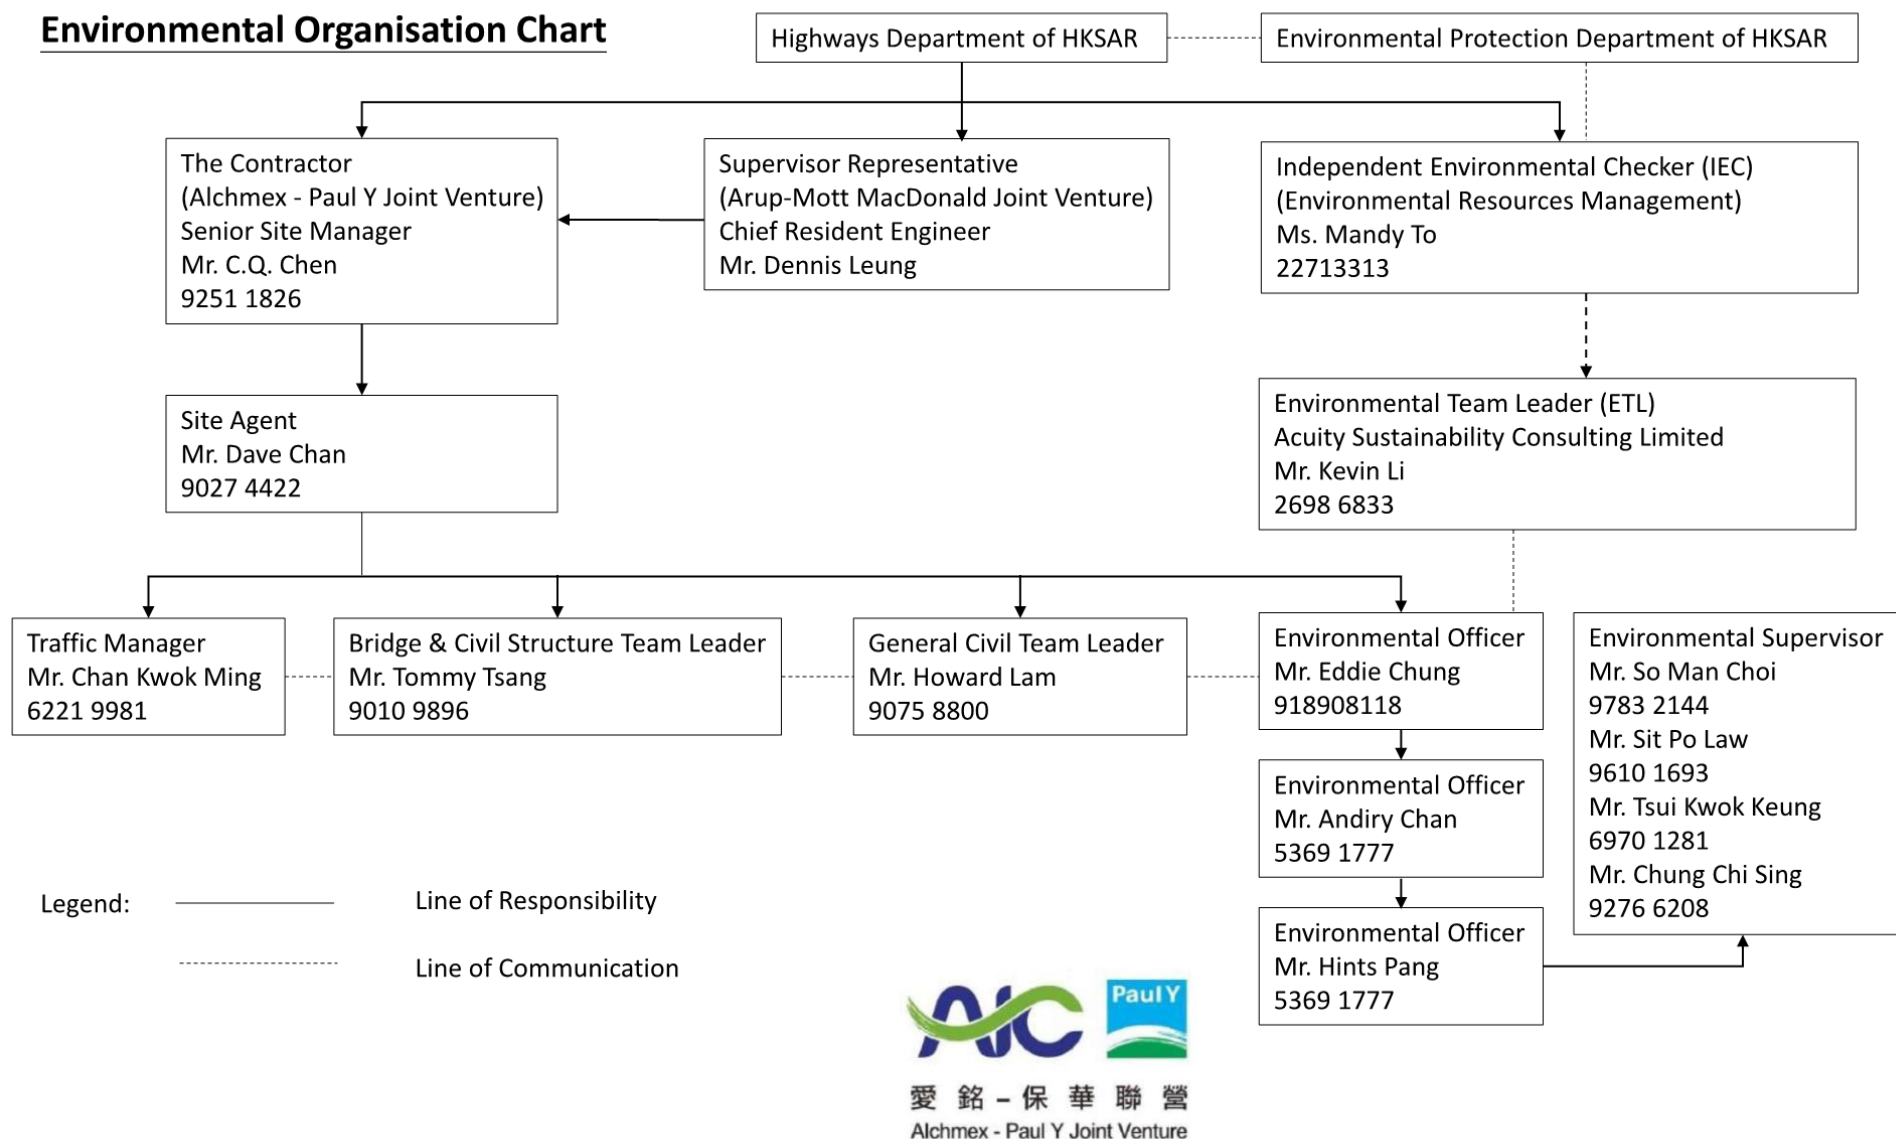 Environmental Organisation Chart
Highways Department of HKSAR
Environmental Protection Department of HKSAR
The Contractor
(Alchmex - Paul Y Joint Venture)
Senior Site Manager
Mr. C.Q. Chen
9251 1826
Supervisor Representative
(Arup-Mott MacDonald Joint Venture)
Chief Resident Engineer
Mr. Dennis Leung
Independent Environmental Checker (IEC)
(Environmental Resources Management)
Ms. Mandy To
22713313
Site Agent
Mr. Dave Chan
9027 4422
Environmental Team Leader (ETL)
Acuity Sustainability Consulting Limited
Mr. Kevin Li
2698 6833
Traffic Manager
Mr. Chan Kwok Ming
6221 9981
Bridge & Civil Structure Team Leader
Mr. Tommy Tsang
9010 9896
General Civil Team Leader
Mr. Howard Lam
9075 8800
Environmental Officer
Mr. Eddie Chung
918908118
Environmental Supervisor
Mr. So Man Choi
9783 2144
Mr. Sit Po Law
9610 1693
Mr. Tsui Kwok Keung
6970 1281
Mr. Chung Chi Sing
9276 6208
Environmental Officer
Mr. Andiry Chan
5369 1777
Environmental Officer
Mr. Hints Pang
5369 1777
Legend:
Line of Responsibility
Line of Communication
AJC
Paul Y
愛銘–保華聯營
Alchmex - Paul Y Joint Venture